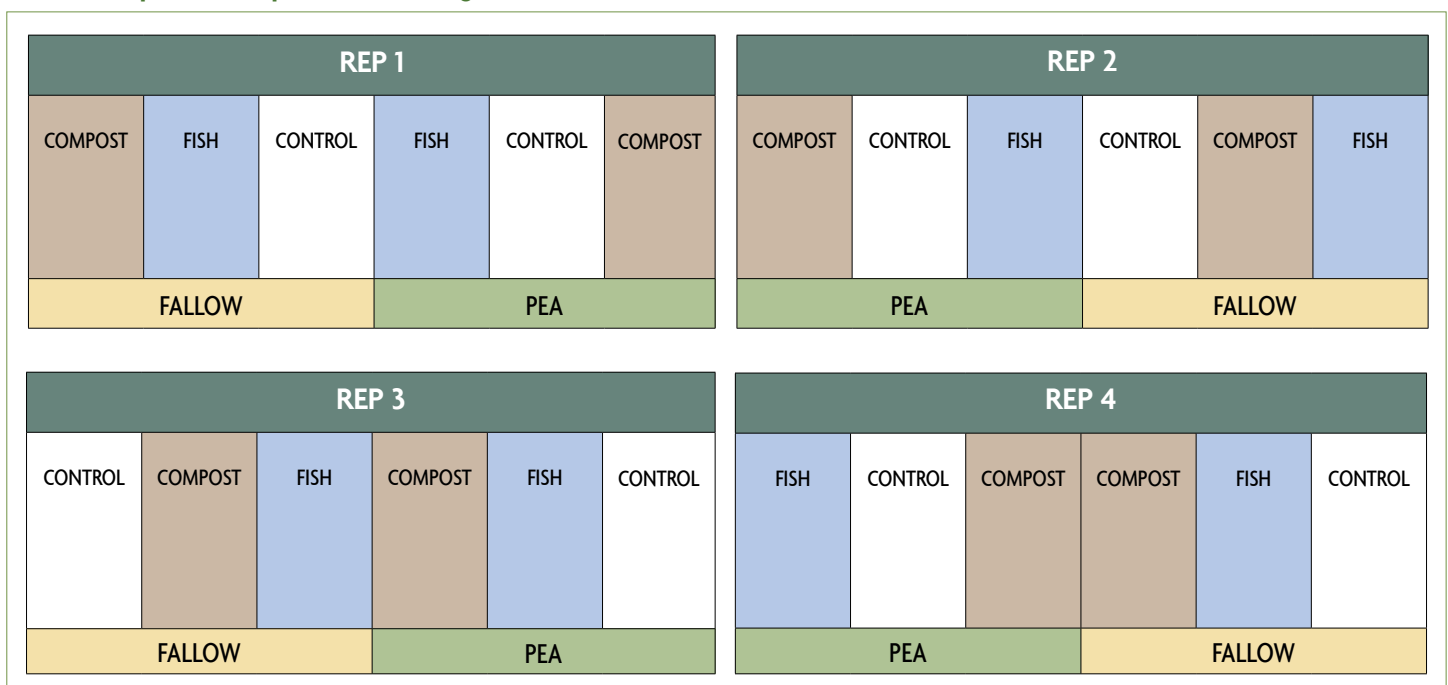 REP 1
COMPOST FISH CONTROL FISH CONTROL COMPOST
FALLOW PEA
REP 2
COMPOST CONTROL FISH CONTROL COMPOST FISH
PEA FALLOW
REP 3
CONTROL COMPOST FISH COMPOST FISH CONTROL
FALLOW PEA
REP 4
FISH CONTROL COMPOST COMPOST FISH CONTROL
PEA FALLOW